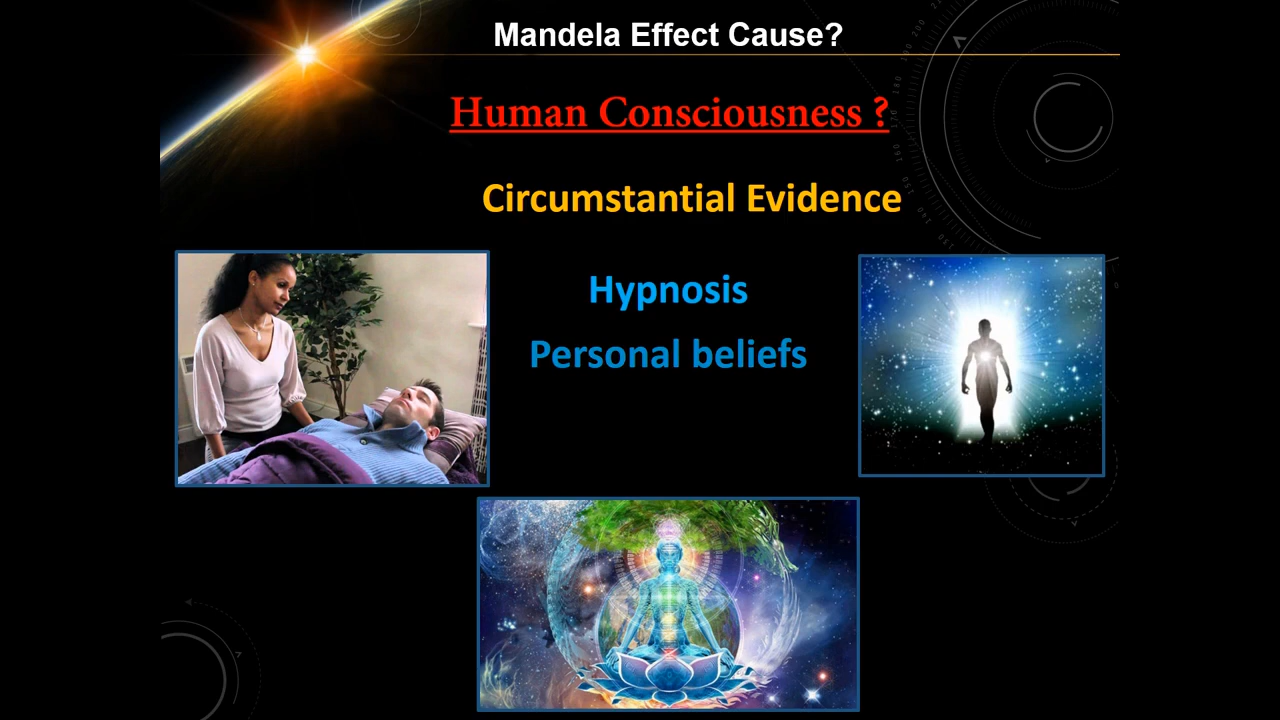 Mandela Effect Cause?
Human Consciousness ?
Circumstantial Evidence
Hypnosis
Personal beliefs